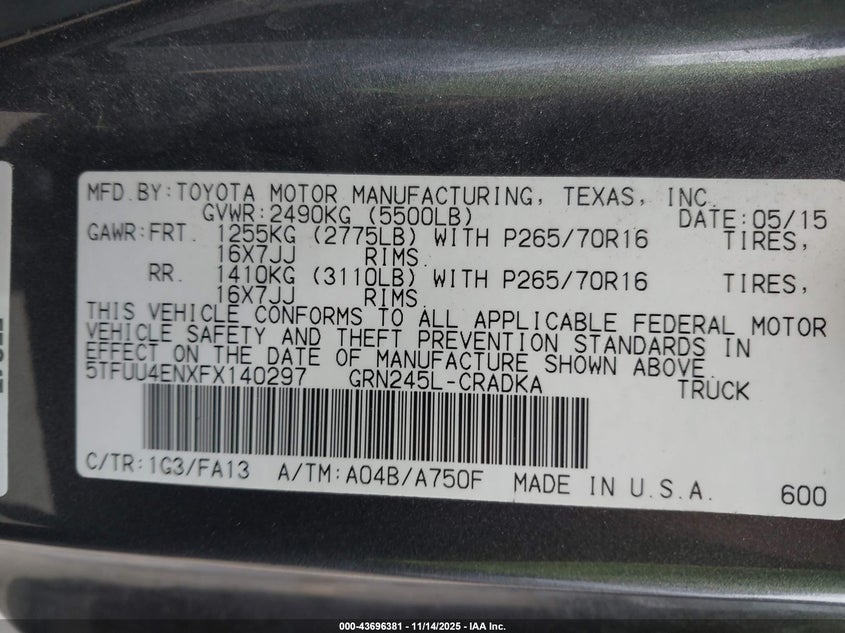 MFD.BY:TOYOTA MOTOR MANUFACTURING, TEXAS, INC.
GVWR:2490KG (5500LB) DATE:05/15
GAWR:FRT. 1255KG (2775LB) WITH P265/70R16 TIRES,
16X7JJ RIMS
RR. 1410KG (3110LB) WITH P265/70R16 TIRES,
16X7JJ RIMS
THIS VEHICLE CONFORMS TO ALL APPLICABLE FEDERAL MOTOR
VEHICLE SAFETY AND THEFT PREVENTION STANDARDS IN
EFFECT ON THE DATE OF MANUFACTURE SHOWN ABOVE.
5TFUU4ENXFX140297 GRN245L-CRADKA TRUCK
C/TR:1G3/FA13 A/TM:A04B/A750F MADE IN U.S.A. 600
000-43696381 - 11/14/2025 - IAA Inc.